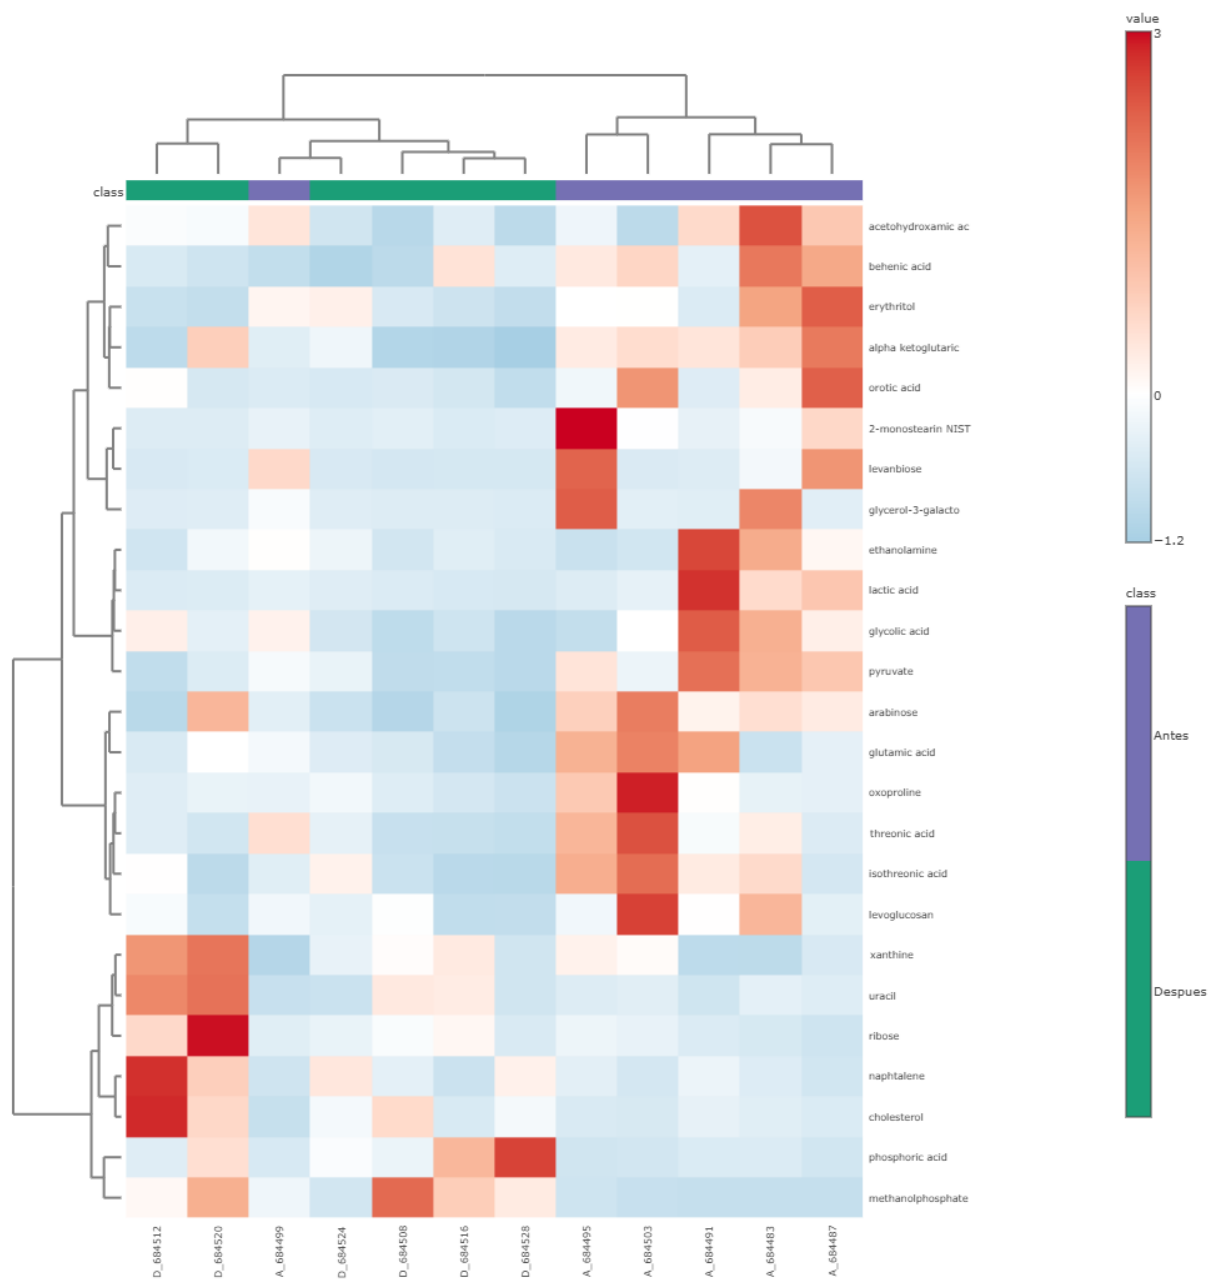 value
3
0
−1.2
class
Antes
Despues
class
acetohydroxamic ac
behenic acid
erythritol
alpha ketoglutaric
orotic acid
2-monostearin NIST
levanbiose
glycerol-3-galacto
ethanolamine
lactic acid
glycolic acid
pyruvate
arabinose
glutamic acid
oxoproline
threonic acid
isothreonic acid
levoglucosan
xanthine
uracil
ribose
naphtalene
cholesterol
phosphoric acid
methanolphosphate
D_684512
D_684520
A_684499
D_684524
D_684508
D_684516
D_684528
A_684495
A_684503
A_684491
A_684483
A_684487